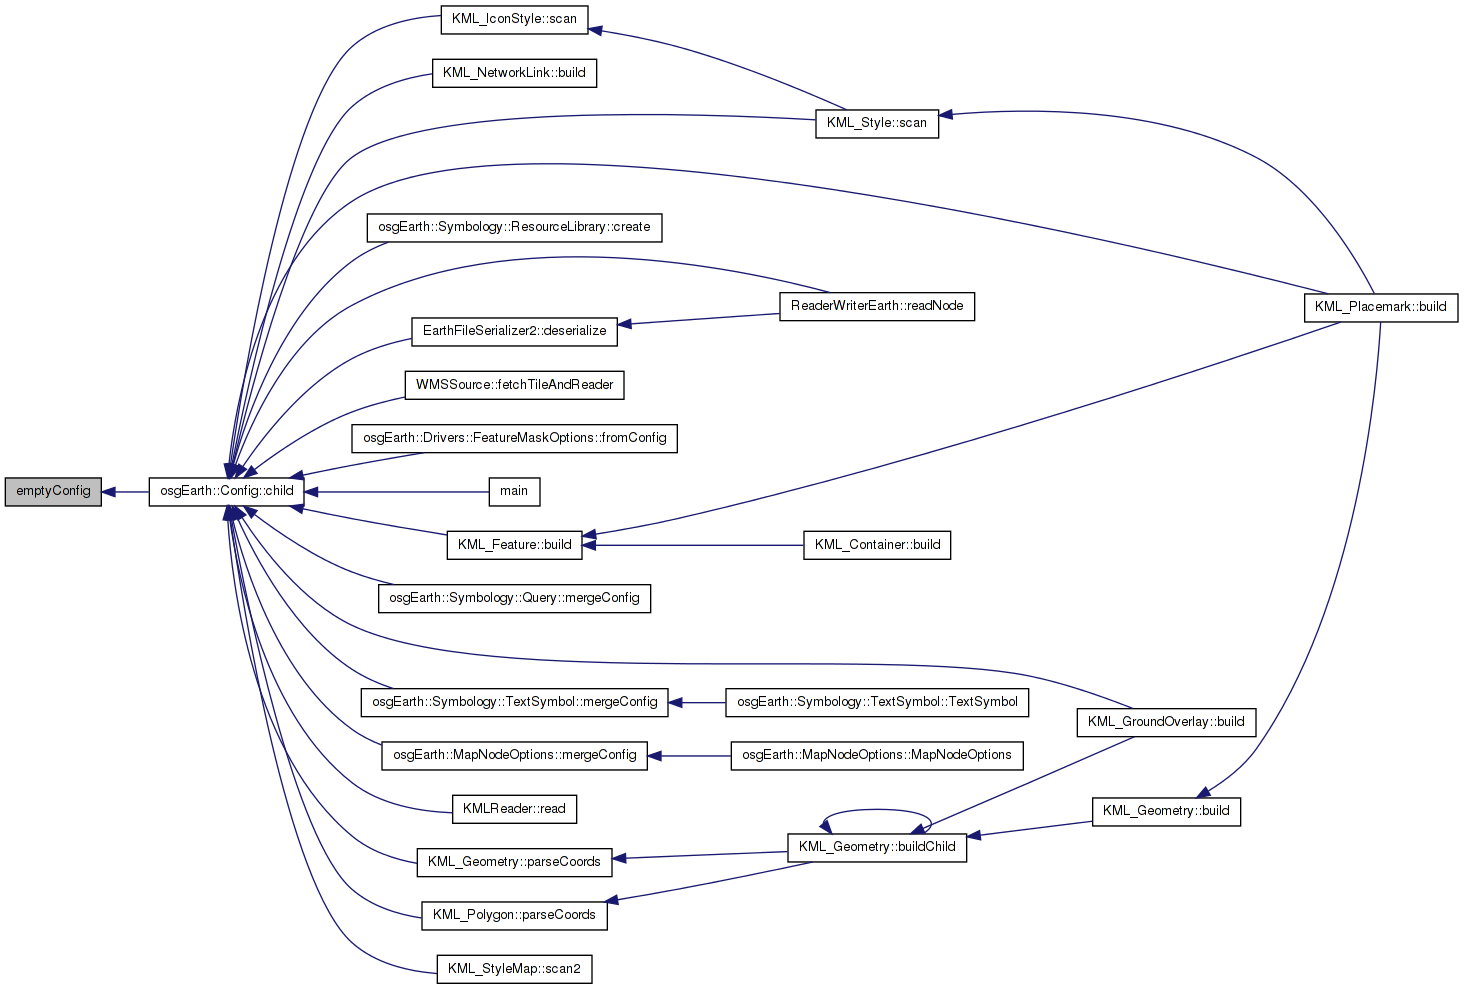 KML_IconStyle::scan
KML_NetworkLink::build
KML_Style::scan
osgEarth::Symbology::ResourceLibrary::create
ReaderWriterEarth::readNode
KML_Placemark::build
EarthFileSerializer2::deserialize
WMSSource::fetchTileAndReader
osgEarth::Drivers::FeatureMaskOptions::fromConfig
emptyConfig
osgEarth::Config::child
main
KML_Feature::build
KML_Container::build
osgEarth::Symbology::Query::mergeConfig
osgEarth::Symbology::TextSymbol::mergeConfig
osgEarth::Symbology::TextSymbol::TextSymbol
KML_GroundOverlay::build
osgEarth::MapNodeOptions::mergeConfig
osgEarth::MapNodeOptions::MapNodeOptions
KMLReader::read
KML_Geometry::build
KML_Geometry::buildChild
KML_Geometry::parseCoords
KML_Polygon::parseCoords
KML_StyleMap::scan2